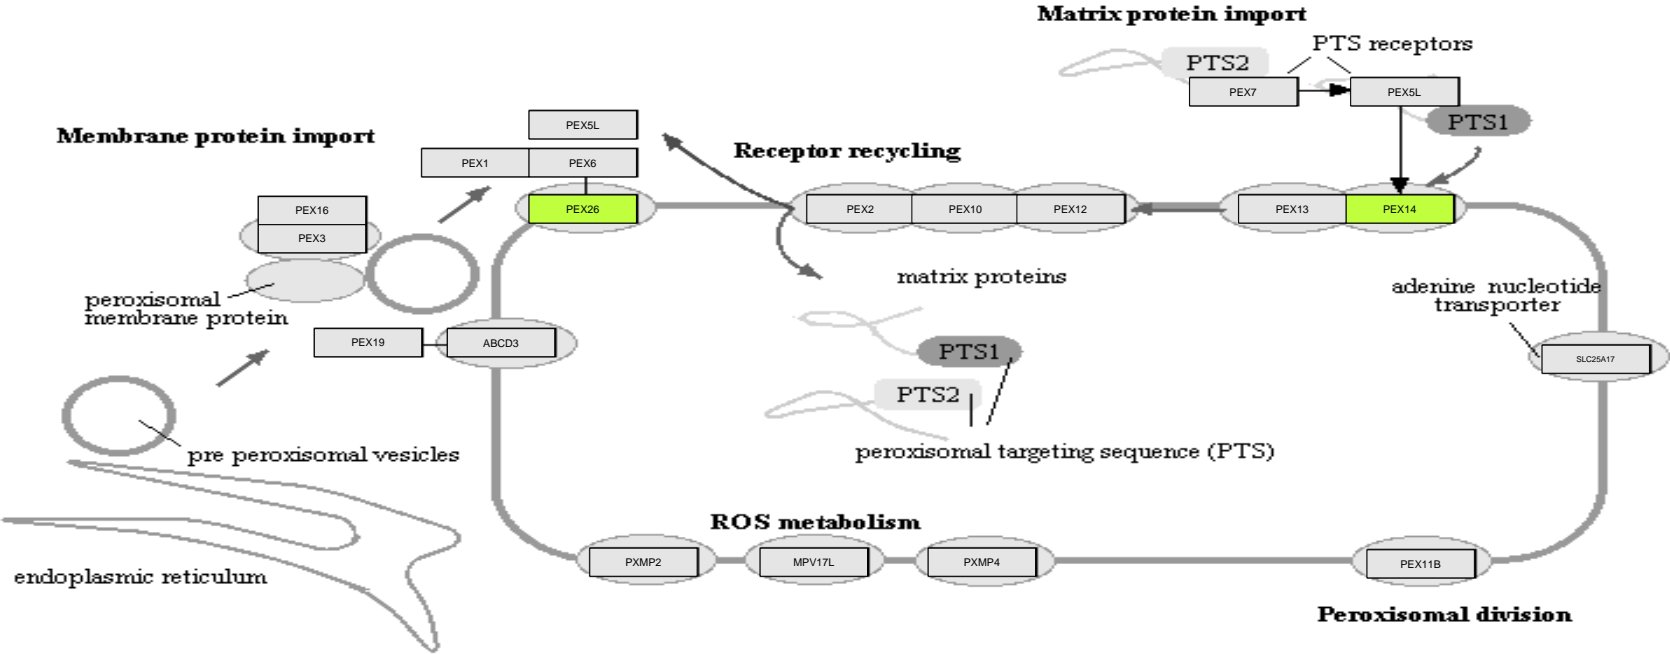 Matrix protein import
PTS receptors
PTS2
PEX7
PEX5L
PTS1
PEX5L
Membrane protein import
Receptor recycling
PEX1
PEX6
PEX16
PEX26
PEX2
PEX10
PEX12
PEX13
PEX14
PEX3
matrix proteins
adenine nucleotide
transporter
peroxisomal
membrane protein
PEX19
ABCD3
PTS1
SLC25A17
PTS2
pre peroxisomal vesicles
peroxisomal targeting sequence (PTS)
ROS metabolism
PXMP2
MPV17L
PXMP4
PEX11B
endoplasmic reticulum
Peroxisomal division